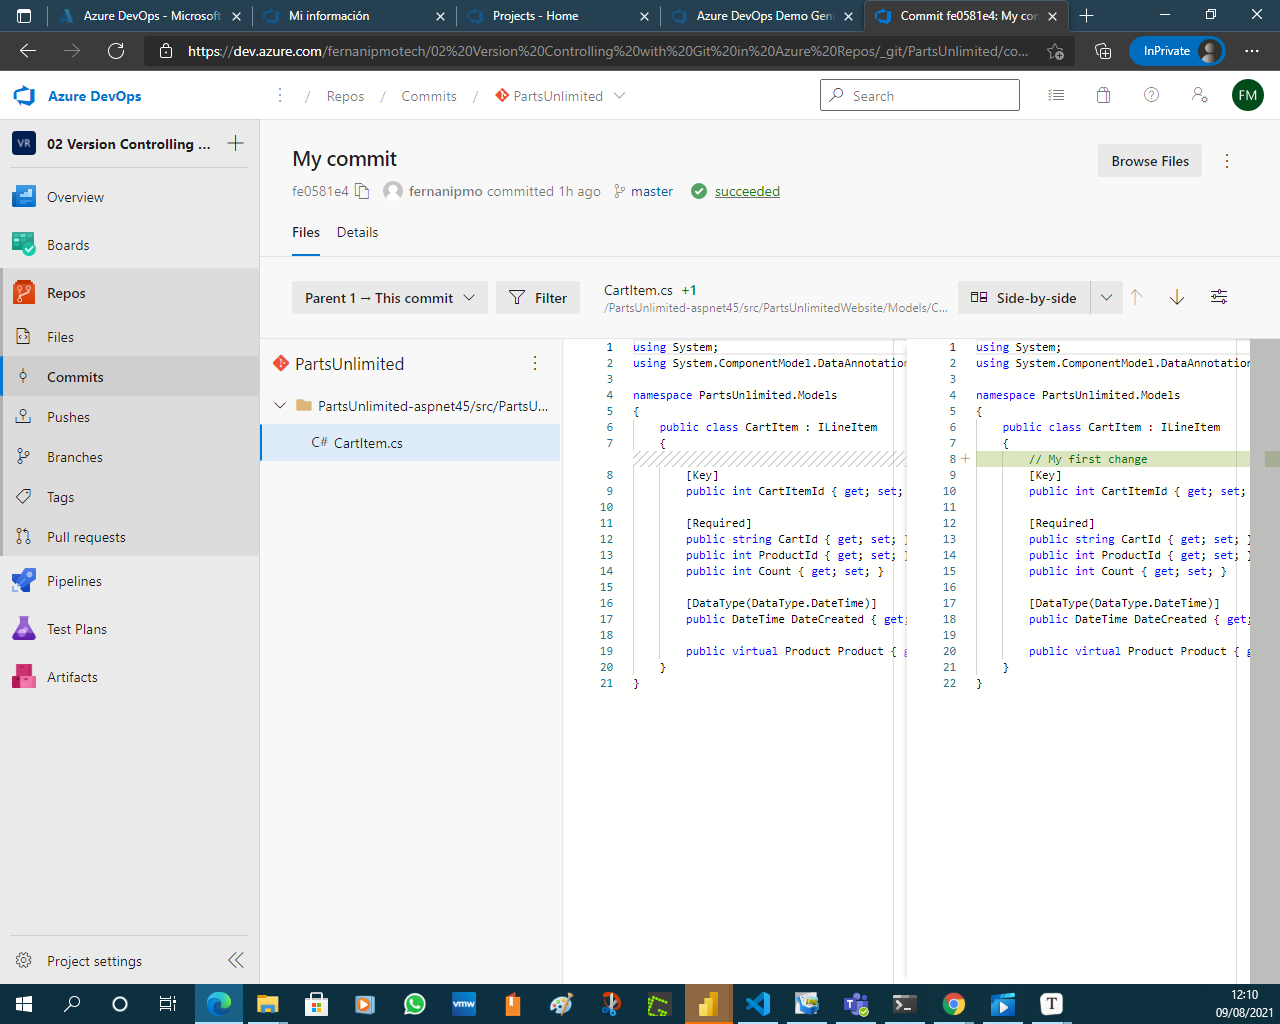 Azure DevOps - Microsoft
Mi información
Projects - Home
Azure DevOps Demo Gen
Commit fe0581e4: My con
https://dev.azure.com/fernanipmotech/02%20Version%20Controlling%20with%20Git%20in%20Azure%20Repos/_git/PartsUnlimited/co...
InPrivate
Azure DevOps
/ Repos / Commits / PartsUnlimited
Search
FM
VR
02 Version Controlling ...
Overview
Boards
Repos
Files
Commits
Pushes
Branches
Tags
Pull requests
Pipelines
Test Plans
Artifacts
Project settings
My commit
Browse Files
fe0581e4 fernanipmo committed 1h ago master succeeded
Files Details
Parent 1 → This commit
Filter
CartItem.cs +1
/PartsUnlimited-aspnet45/src/PartsUnlimitedWebsite/Models/C...
Side-by-side
PartsUnlimited
PartsUnlimited-aspnet45/src/PartsU...
C# CartItem.cs
1 using System;
2 using System.ComponentModel.DataAnnotation
3
4 namespace PartsUnlimited.Models
5 {
6 public class CartItem : ILineItem
7 {
8 [Key]
9 public int CartItemId { get; set;
10
11 [Required]
12 public string CartId { get; set; }
13 public int ProductId { get; set; }
14 public int Count { get; set; }
15
16 [DataType(DataType.DateTime)]
17 public DateTime DateCreated { get;
18
19 public virtual Product Product { g
20 }
21 }
1 using System;
2 using System.ComponentModel.DataAnnotation
3
4 namespace PartsUnlimited.Models
5 {
6 public class CartItem : ILineItem
7 {
8 + // My first change
9 [Key]
10 public int CartItemId { get; set;
11
12 [Required]
13 public string CartId { get; set; }
14 public int ProductId { get; set; }
15 public int Count { get; set; }
16
17 [DataType(DataType.DateTime)]
18 public DateTime DateCreated { get;
19
20 public virtual Product Product { g
21 }
22 }
vmw
T
12:10
09/08/2021